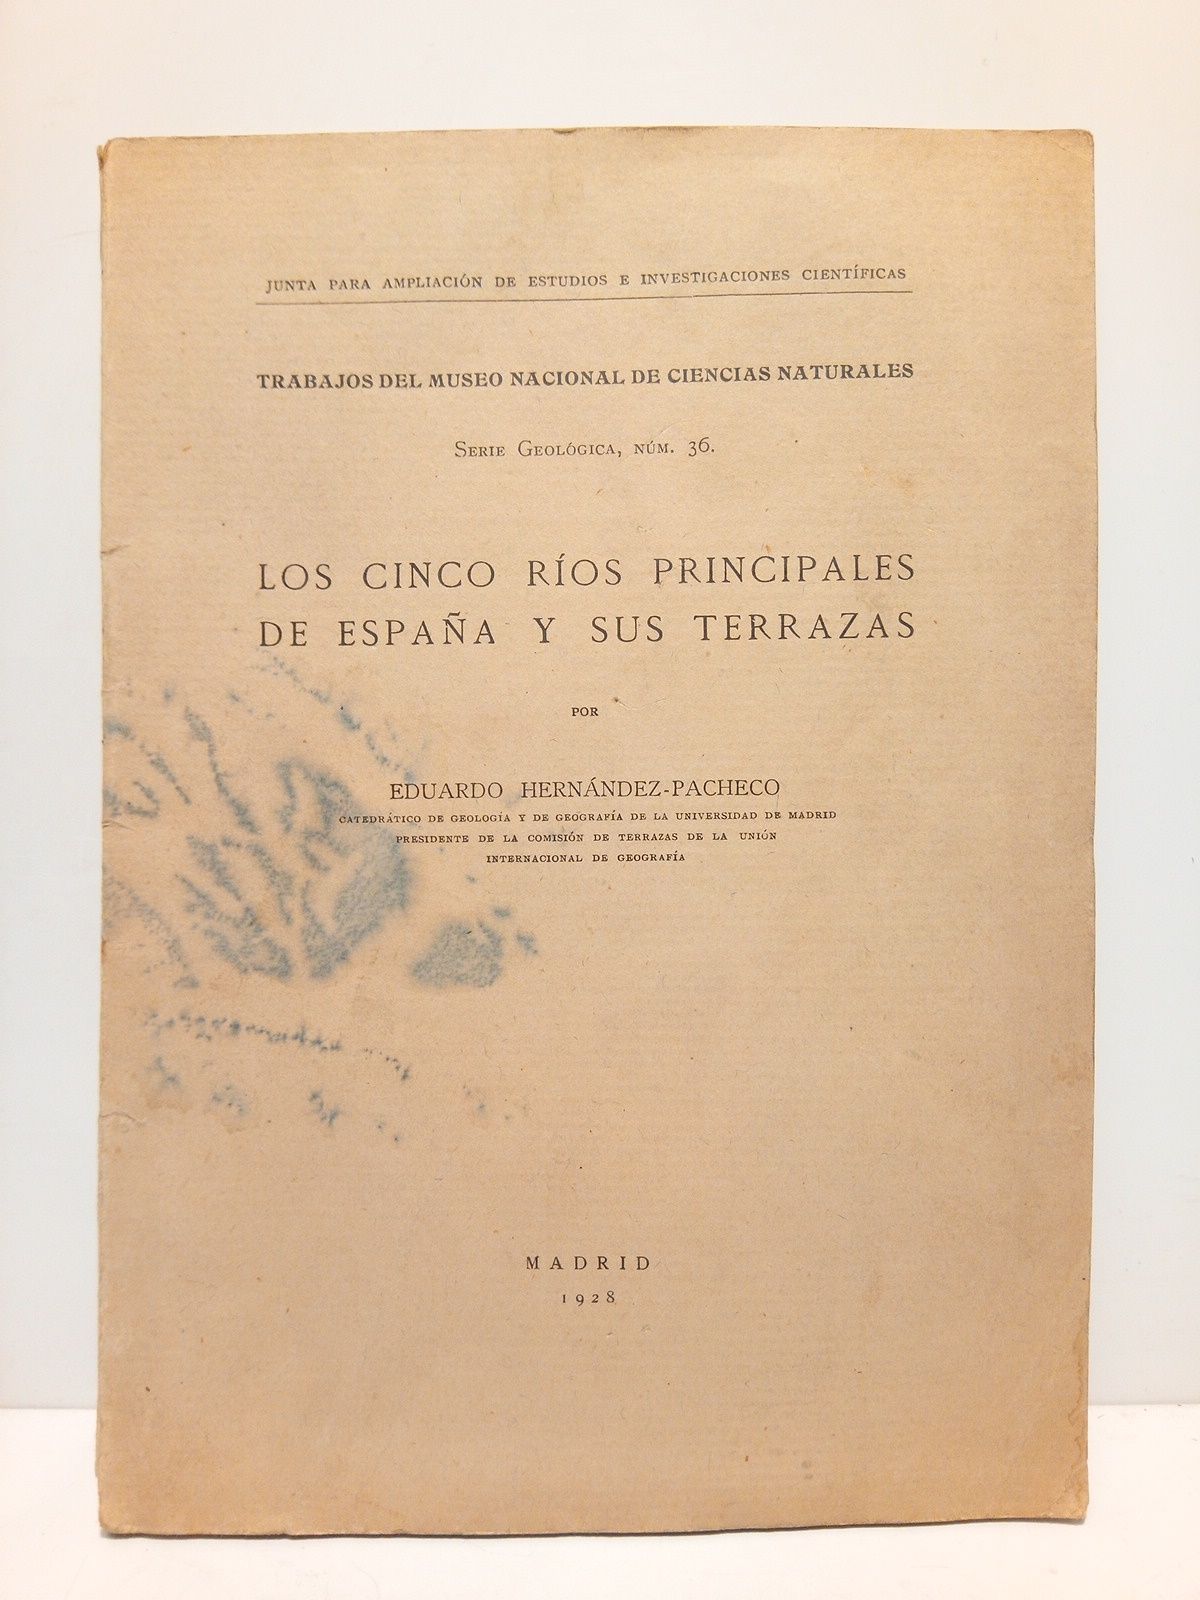 JUNTA PARA AMPLIACIÓN DE ESTUDIOS E INVESTIGACIONES CIENTÍFICAS
TRABAJOS DEL MUSEO NACIONAL DE CIENCIAS NATURALES
SERIE GEOLÓGICA, NÚM. 36.
LOS CINCO RÍOS PRINCIPALES
DE ESPAÑA Y SUS TERRAZAS
POR
EDUARDO HERNÁNDEZ-PACHECO
CATEDRÁTICO DE GEOLOGÍA Y DE GEOGRAFÍA DE LA UNIVERSIDAD DE MADRID
PRESIDENTE DE LA COMISIÓN DE TERRAZAS DE LA UNIÓN
INTERNACIONAL DE GEOGRAFÍA
MADRID
1928